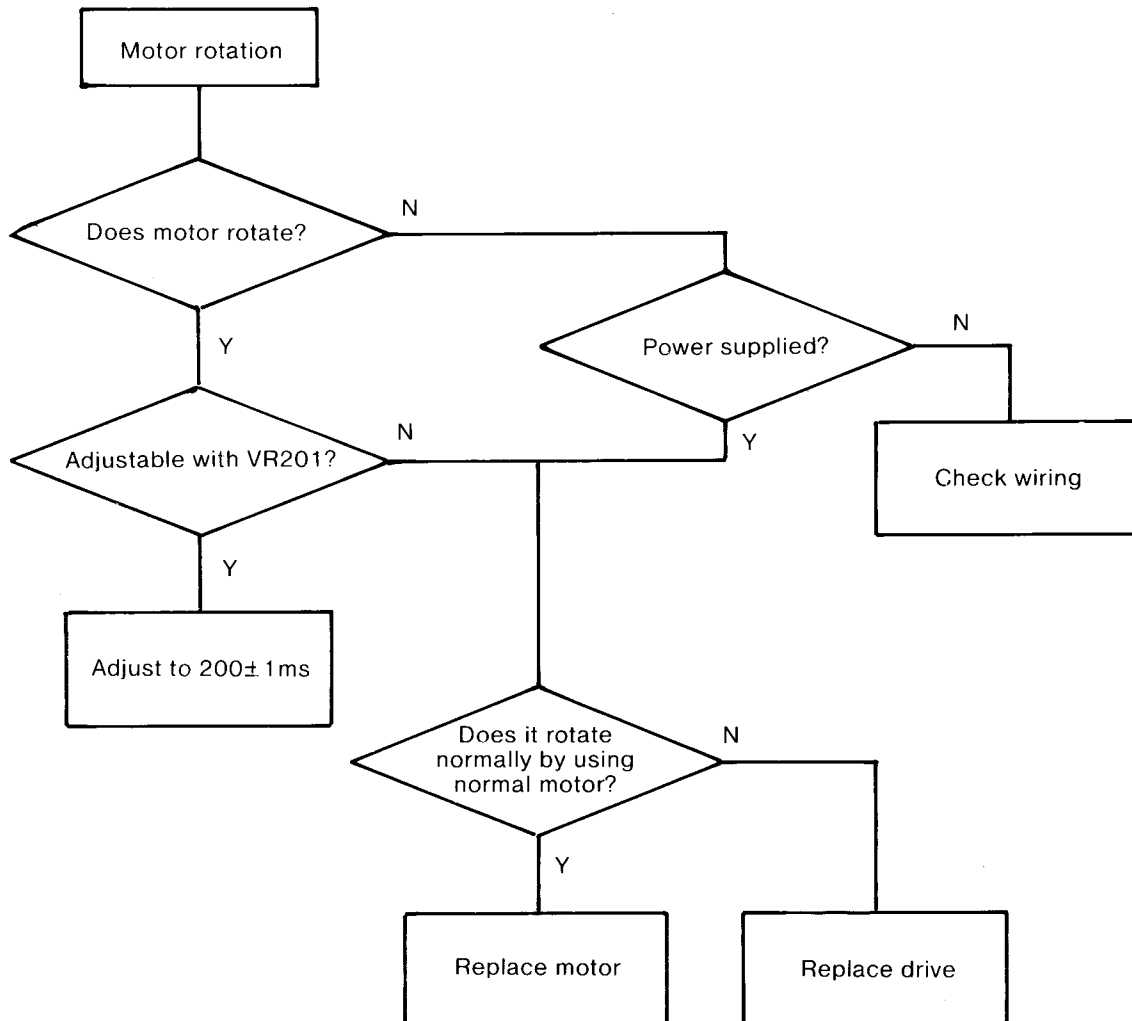 Motor rotation
Does motor rotate?
N
Y
Power supplied?
N
Y
Check wiring
Adjustable with VR201?
N
Y
Adjust to 200± 1ms
Does it rotate
normally by using
normal motor?
N
Y
Replace motor
Replace drive